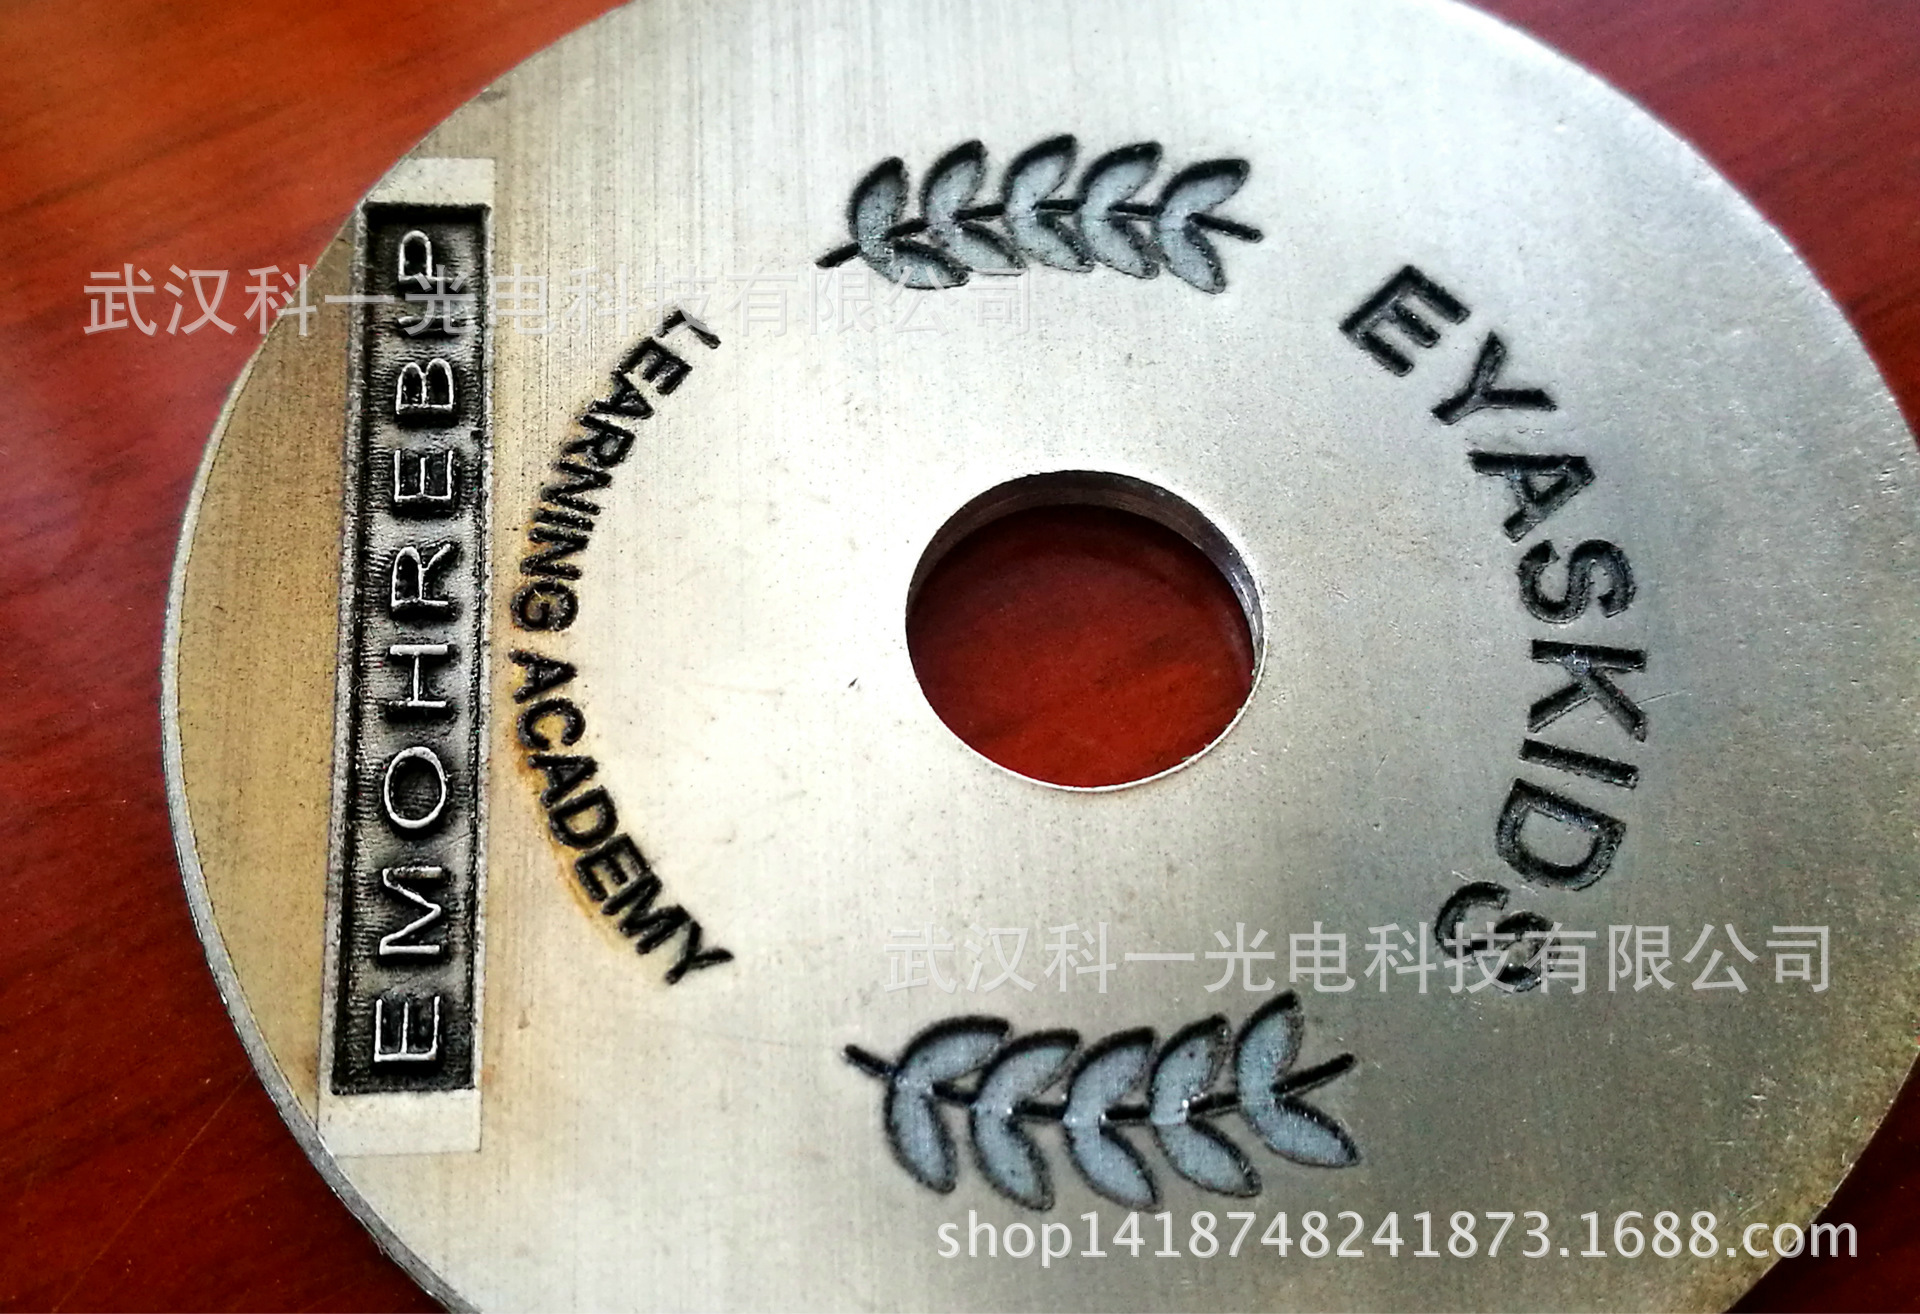 EMOHREBIP
LEARNING ACADEMY
EYASKIDS
武汉科一光电科技有限公司
武汉科一光电科技有限公司
shop1418748241873.1688.com